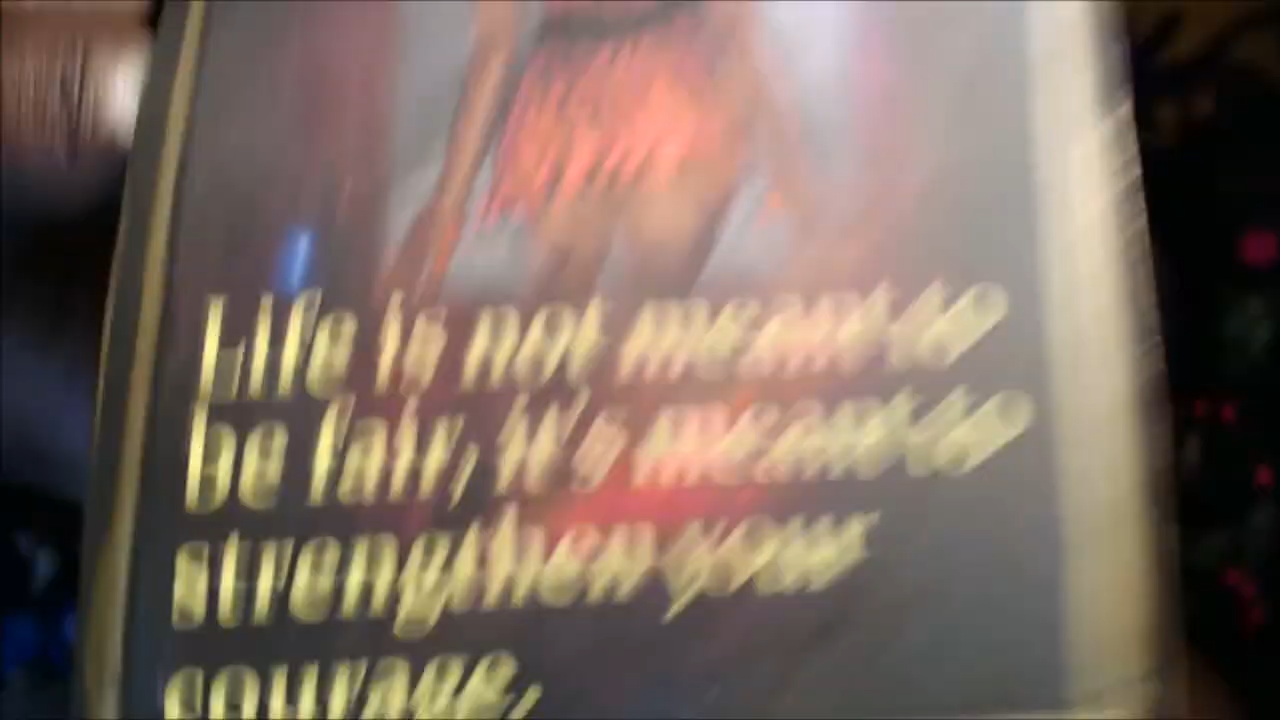 Life is not meant to
be fair, it's meant to
strengthen your
courage,